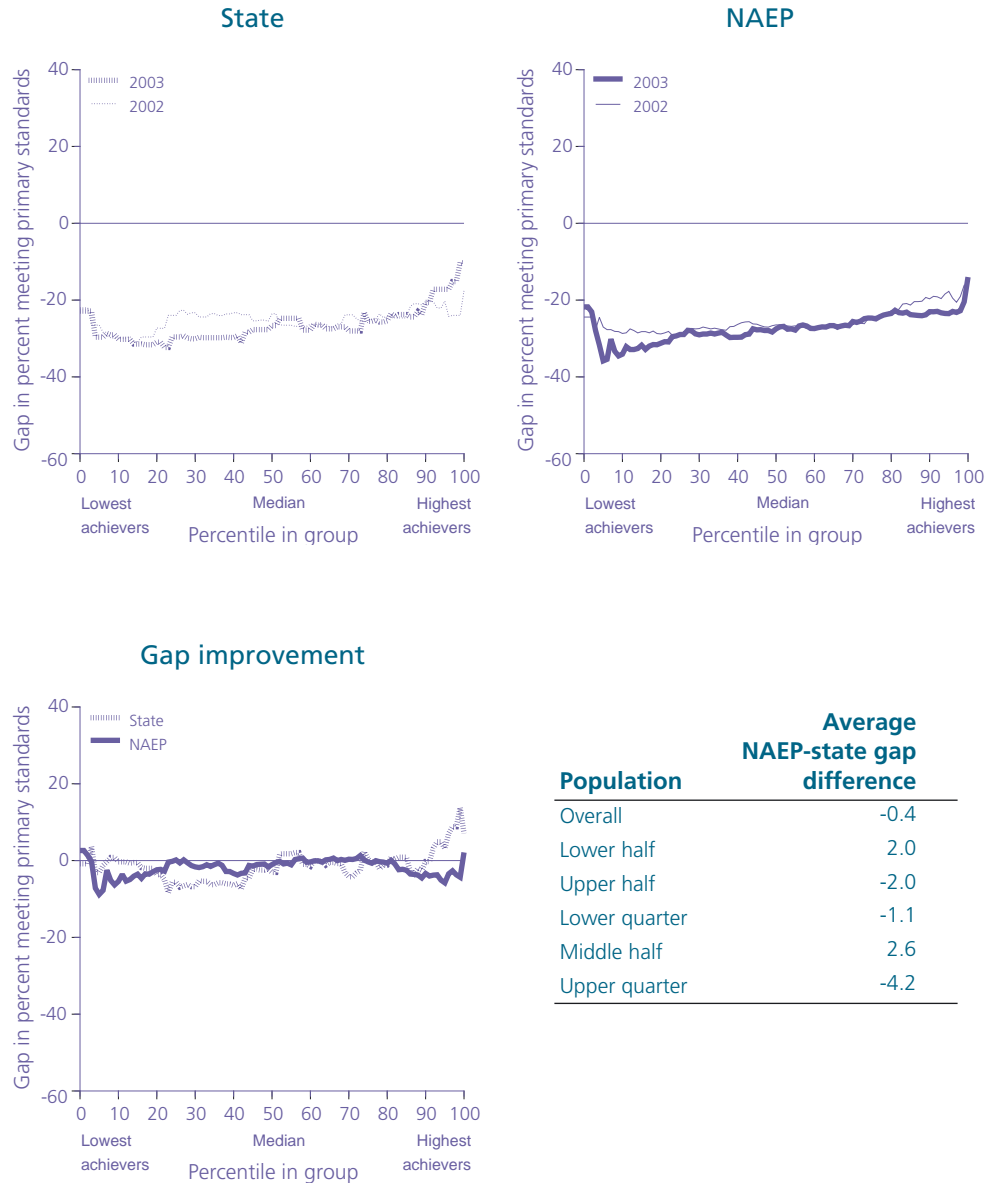 State
Gap in percent meeting primary standards
40
20
0
-20
-40
-60
2003
2002
0 10 20 30 40 50 60 70 80 90 100
Lowest achievers
Median
Highest achievers
Percentile in group
NAEP
Gap in percent meeting primary standards
40
20
0
-20
-40
-60
2003
2002
0 10 20 30 40 50 60 70 80 90 100
Lowest achievers
Median
Highest achievers
Percentile in group
Gap improvement
Gap in percent meeting primary standards
40
20
0
-20
-40
-60
State
NAEP
0 10 20 30 40 50 60 70 80 90 100
Lowest achievers
Median
Highest achievers
Percentile in group
Average
NAEP-state gap
Population difference
Overall -0.4
Lower half 2.0
Upper half -2.0
Lower quarter -1.1
Middle half 2.6
Upper quarter -4.2